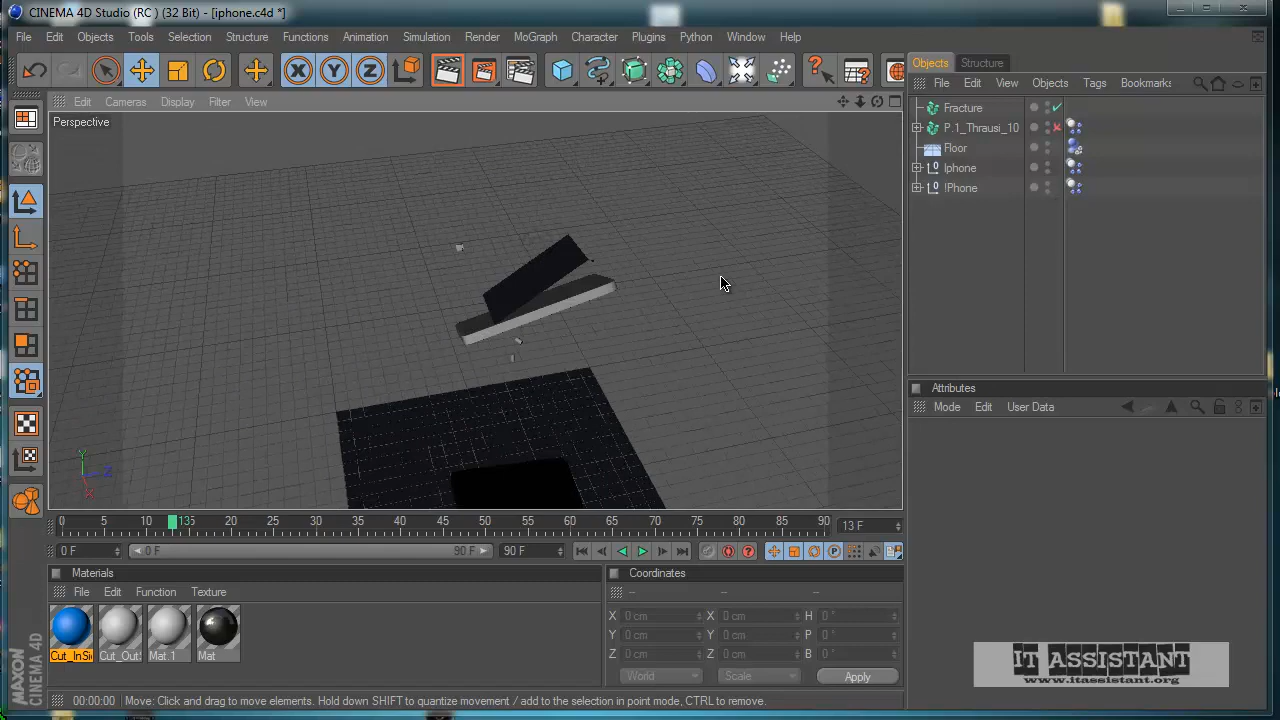 CINEMA 4D Studio (RC ) (32 Bit) - [iphone.c4d *]
File Edit Objects Tools Selection Structure Functions Animation Simulation Render MoGraph Character Plugins Python Window Help
Objects Structure
File Edit View Objects Tags Bookmarks
Edit Cameras Display Filter View
Perspective
Fracture
P.1_Thrausi_10
Floor
Iphone
!Phone
Attributes
Mode Edit User Data
Y
Z
X
0 5 10 135 20 25 30 35 40 45 50 55 60 65 70 75 80 85 90 13 F
0 F 0 F 90 F 90 F
Materials
File Edit Function Texture
Cut_InSi Cut_Out Mat.1 Mat
Coordinates
-- -- --
X 0 cm X 0 cm H 0 °
Y 0 cm Y 0 cm P 0 °
Z 0 cm Z 0 cm B 0 °
World Scale Apply
MAXON
CINEMA 4D
IT ASSISTANT
www.itassistant.org
00:00:00 Move: Click and drag to move elements. Hold down SHIFT to quantize movement / add to the selection in point mode, CTRL to remove.